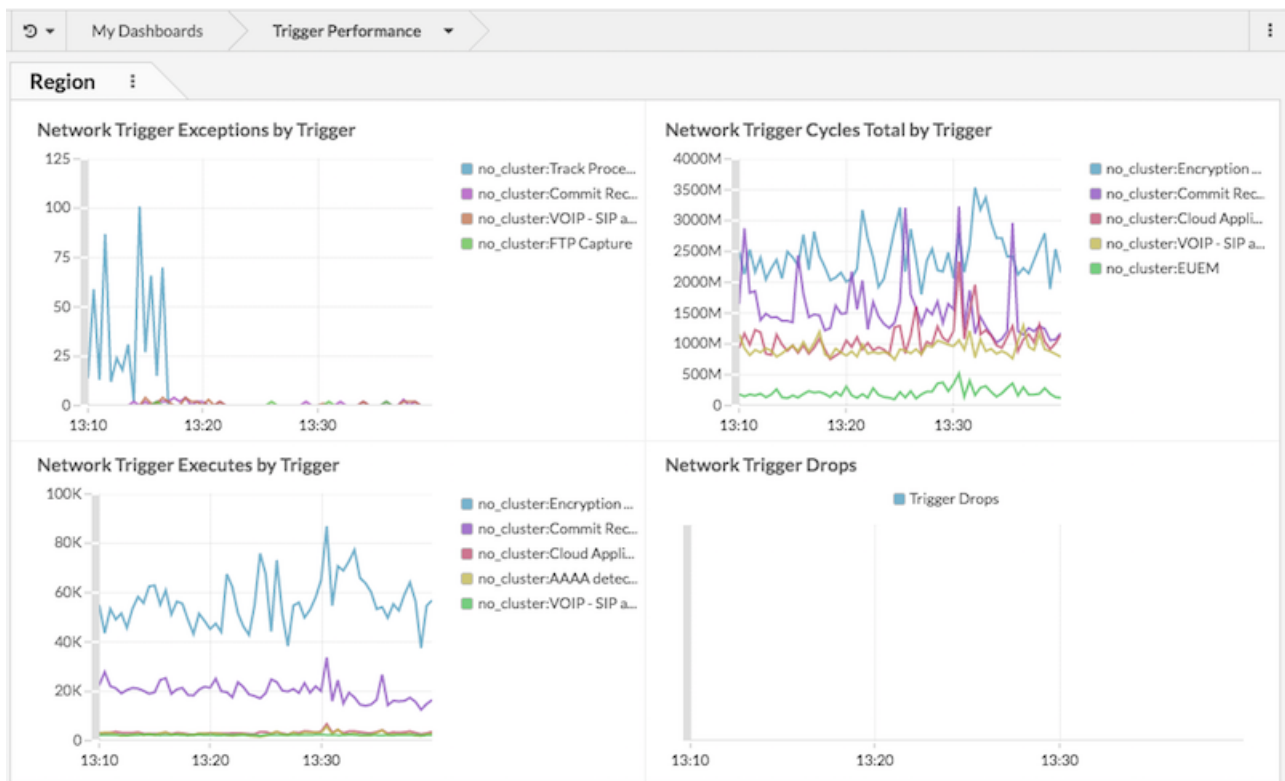 My Dashboards
Trigger Performance
Region
Network Trigger Exceptions by Trigger
125
100
75
50
25
0
13:10
13:20
13:30
no_cluster:Track Proce...
no_cluster:Commit Rec...
no_cluster:VOIP - SIP a...
no_cluster:FTP Capture
Network Trigger Cycles Total by Trigger
4000M
3500M
3000M
2500M
2000M
1500M
1000M
500M
0
13:10
13:20
13:30
no_cluster:Encryption ...
no_cluster:Commit Rec...
no_cluster:Cloud Appli...
no_cluster:VOIP - SIP a...
no_cluster:EUEM
Network Trigger Executes by Trigger
100K
80K
60K
40K
20K
0
13:10
13:20
13:30
no_cluster:Encryption ...
no_cluster:Commit Rec...
no_cluster:Cloud Appli...
no_cluster:AAAA detec...
no_cluster:VOIP - SIP a...
Network Trigger Drops
Trigger Drops
13:10
13:20
13:30